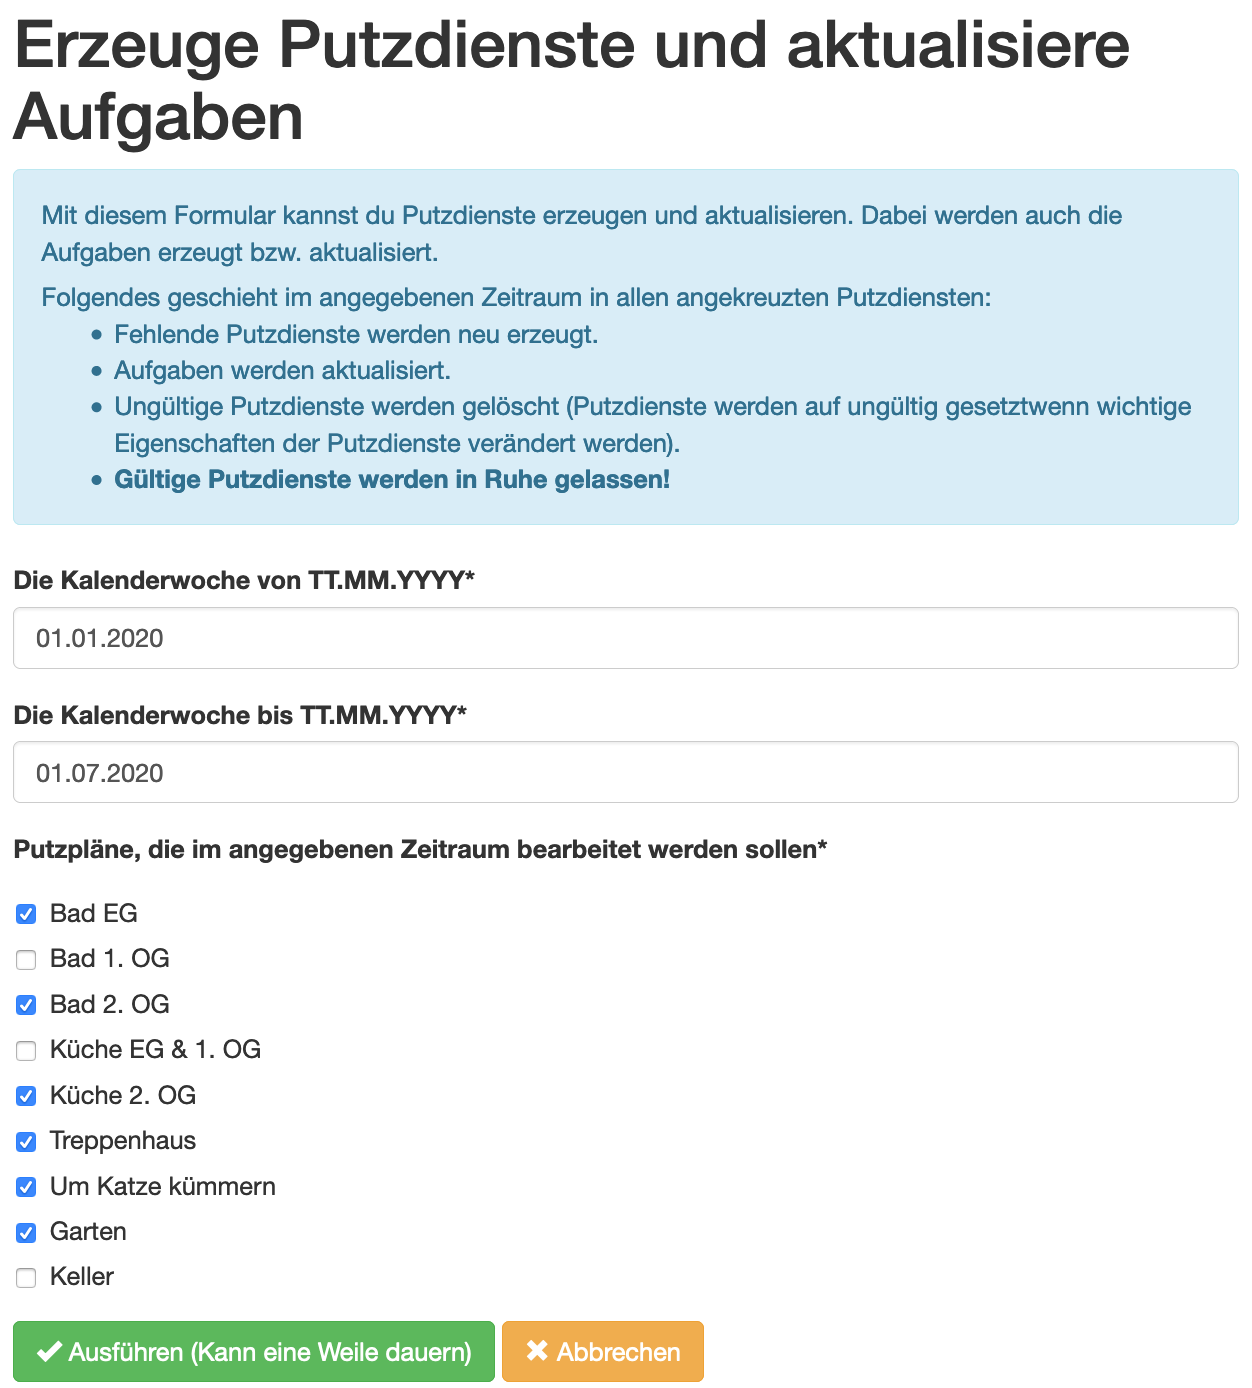 Erzeuge Putzdienste und aktualisiere
Aufgaben
Mit diesem Formular kannst du Putzdienste erzeugen und aktualisieren. Dabei werden auch die
Aufgaben erzeugt bzw. aktualisiert.
Folgendes geschieht im angegebenen Zeitraum in allen angekreuzten Putzdiensten:
• Fehlende Putzdienste werden neu erzeugt.
• Aufgaben werden aktualisiert.
• Ungültige Putzdienste werden gelöscht (Putzdienste werden auf ungültig gesetztwenn wichtige
Eigenschaften der Putzdienste verändert werden).
• Gültige Putzdienste werden in Ruhe gelassen!
Die Kalenderwoche von TT.MM.YYYY*
01.01.2020
Die Kalenderwoche bis TT.MM.YYYY*
01.07.2020
Putzpläne, die im angegebenen Zeitraum bearbeitet werden sollen*
Bad EG
Bad 1. OG
Bad 2. OG
Küche EG & 1. OG
Küche 2. OG
Treppenhaus
Um Katze kümmern
Garten
Keller
Ausführen (Kann eine Weile dauern) Abbrechen